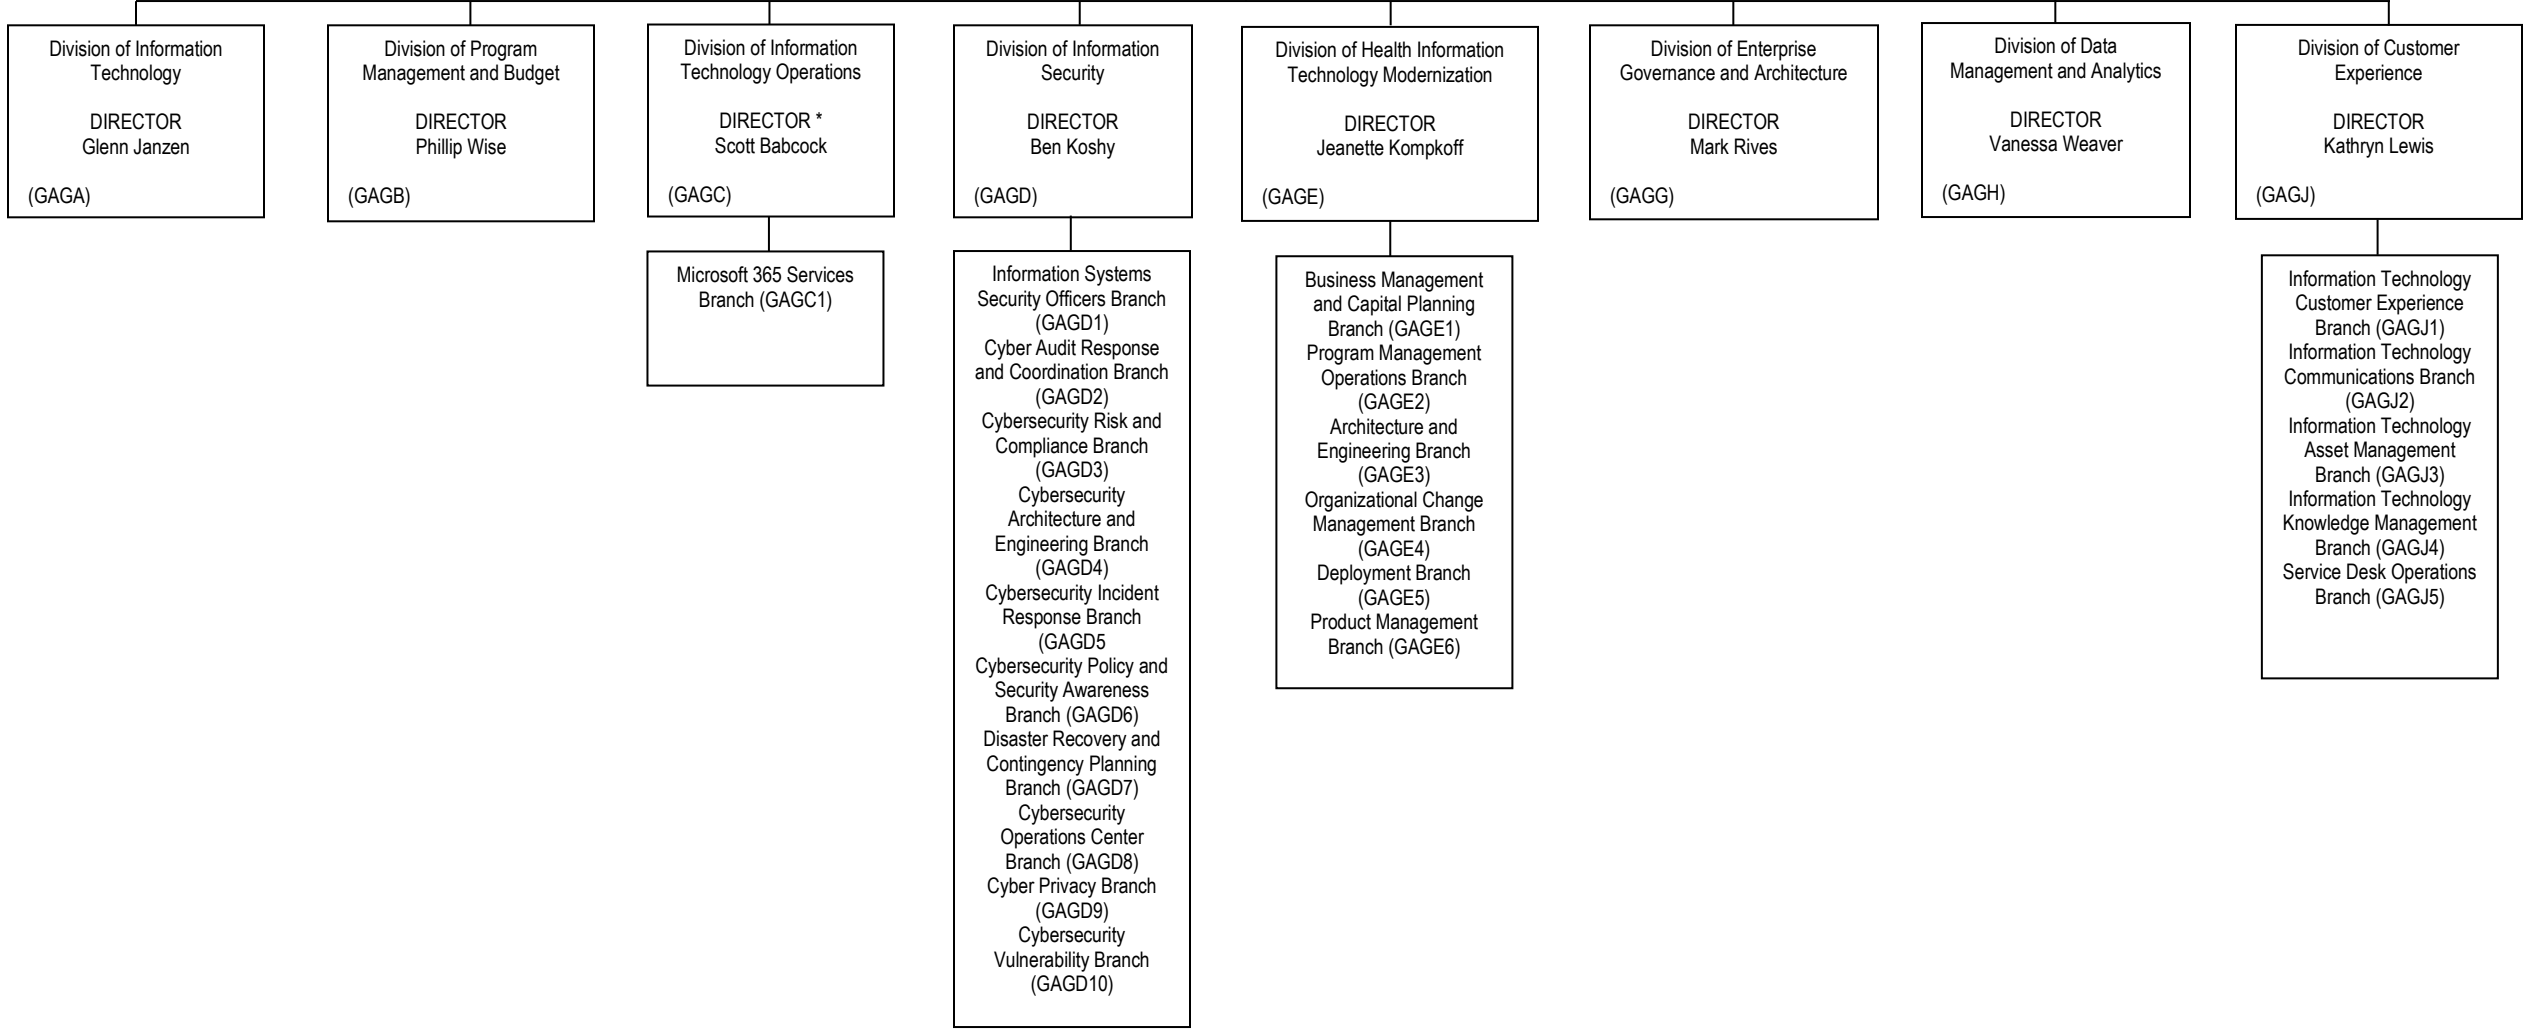 Division of Information
Technology
DIRECTOR
Glenn Janzen
(GAGA)
Division of Program
Management and Budget
DIRECTOR
Phillip Wise
(GAGB)
Division of Information
Technology Operations
DIRECTOR *
Scott Babcock
(GAGC)
Division of Information
Security
DIRECTOR
Ben Koshy
(GAGD)
Division of Health Information
Technology Modernization
DIRECTOR
Jeanette Kompkoff
(GAGE)
Division of Enterprise
Governance and Architecture
DIRECTOR
Mark Rives
(GAGG)
Division of Data
Management and Analytics
DIRECTOR
Vanessa Weaver
(GAGH)
Division of Customer
Experience
DIRECTOR
Kathryn Lewis
(GAGJ)
Microsoft 365 Services
Branch (GAGC1)
Information Systems
Security Officers Branch
(GAGD1)
Cyber Audit Response
and Coordination Branch
(GAGD2)
Cybersecurity Risk and
Compliance Branch
(GAGD3)
Cybersecurity
Architecture and
Engineering Branch
(GAGD4)
Cybersecurity Incident
Response Branch
(GAGD5
Cybersecurity Policy and
Security Awareness
Branch (GAGD6)
Disaster Recovery and
Contingency Planning
Branch (GAGD7)
Cybersecurity
Operations Center
Branch (GAGD8)
Cyber Privacy Branch
(GAGD9)
Cybersecurity
Vulnerability Branch
(GAGD10)
Business Management
and Capital Planning
Branch (GAGE1)
Program Management
Operations Branch
(GAGE2)
Architecture and
Engineering Branch
(GAGE3)
Organizational Change
Management Branch
(GAGE4)
Deployment Branch
(GAGE5)
Product Management
Branch (GAGE6)
Information Technology
Customer Experience
Branch (GAGJ1)
Information Technology
Communications Branch
(GAGJ2)
Information Technology
Asset Management
Branch (GAGJ3)
Information Technology
Knowledge Management
Branch (GAGJ4)
Service Desk Operations
Branch (GAGJ5)